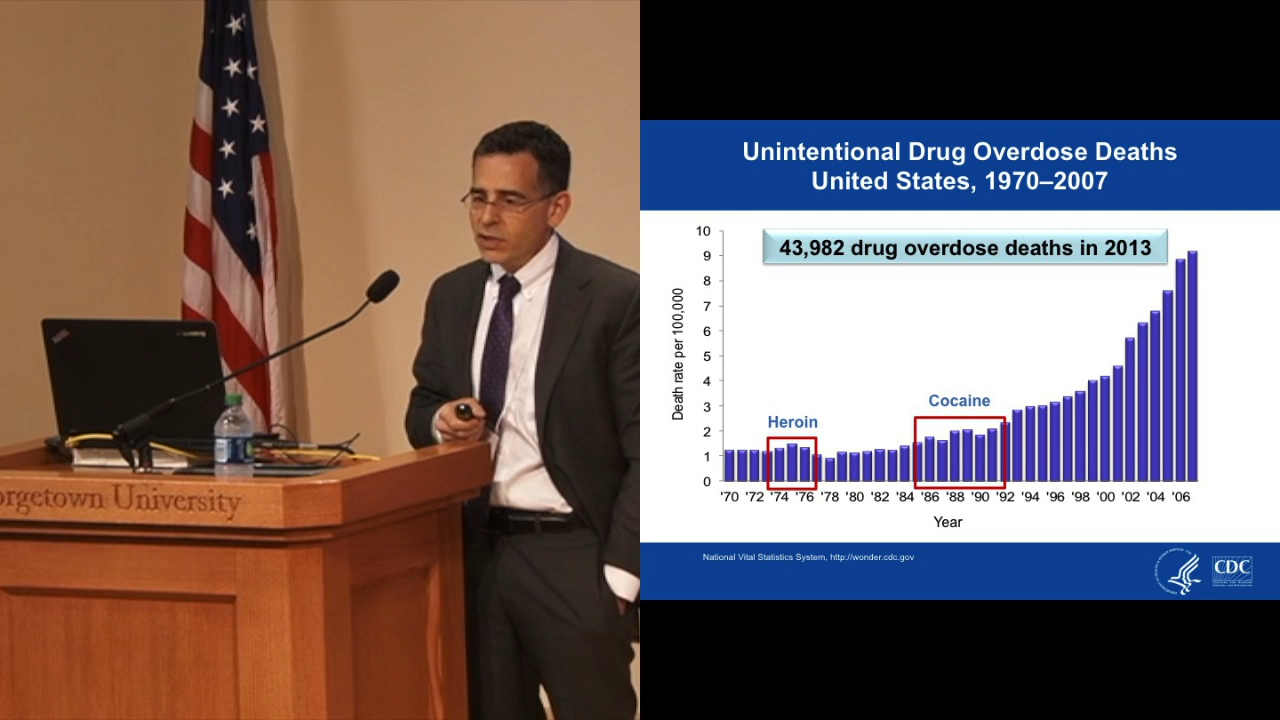 orgetown University
Unintentional Drug Overdose Deaths
United States, 1970–2007
43,982 drug overdose deaths in 2013
Death rate per 100,000
10
9
8
7
6
5
4
3
2
1
0
Heroin
Cocaine
'70 '72 '74 '76 '78 '80 '82 '84 '86 '88 '90 '92 '94 '96 '98 '00 '02 '04 '06
Year
National Vital Statistics System, http://wonder.cdc.gov
CDC